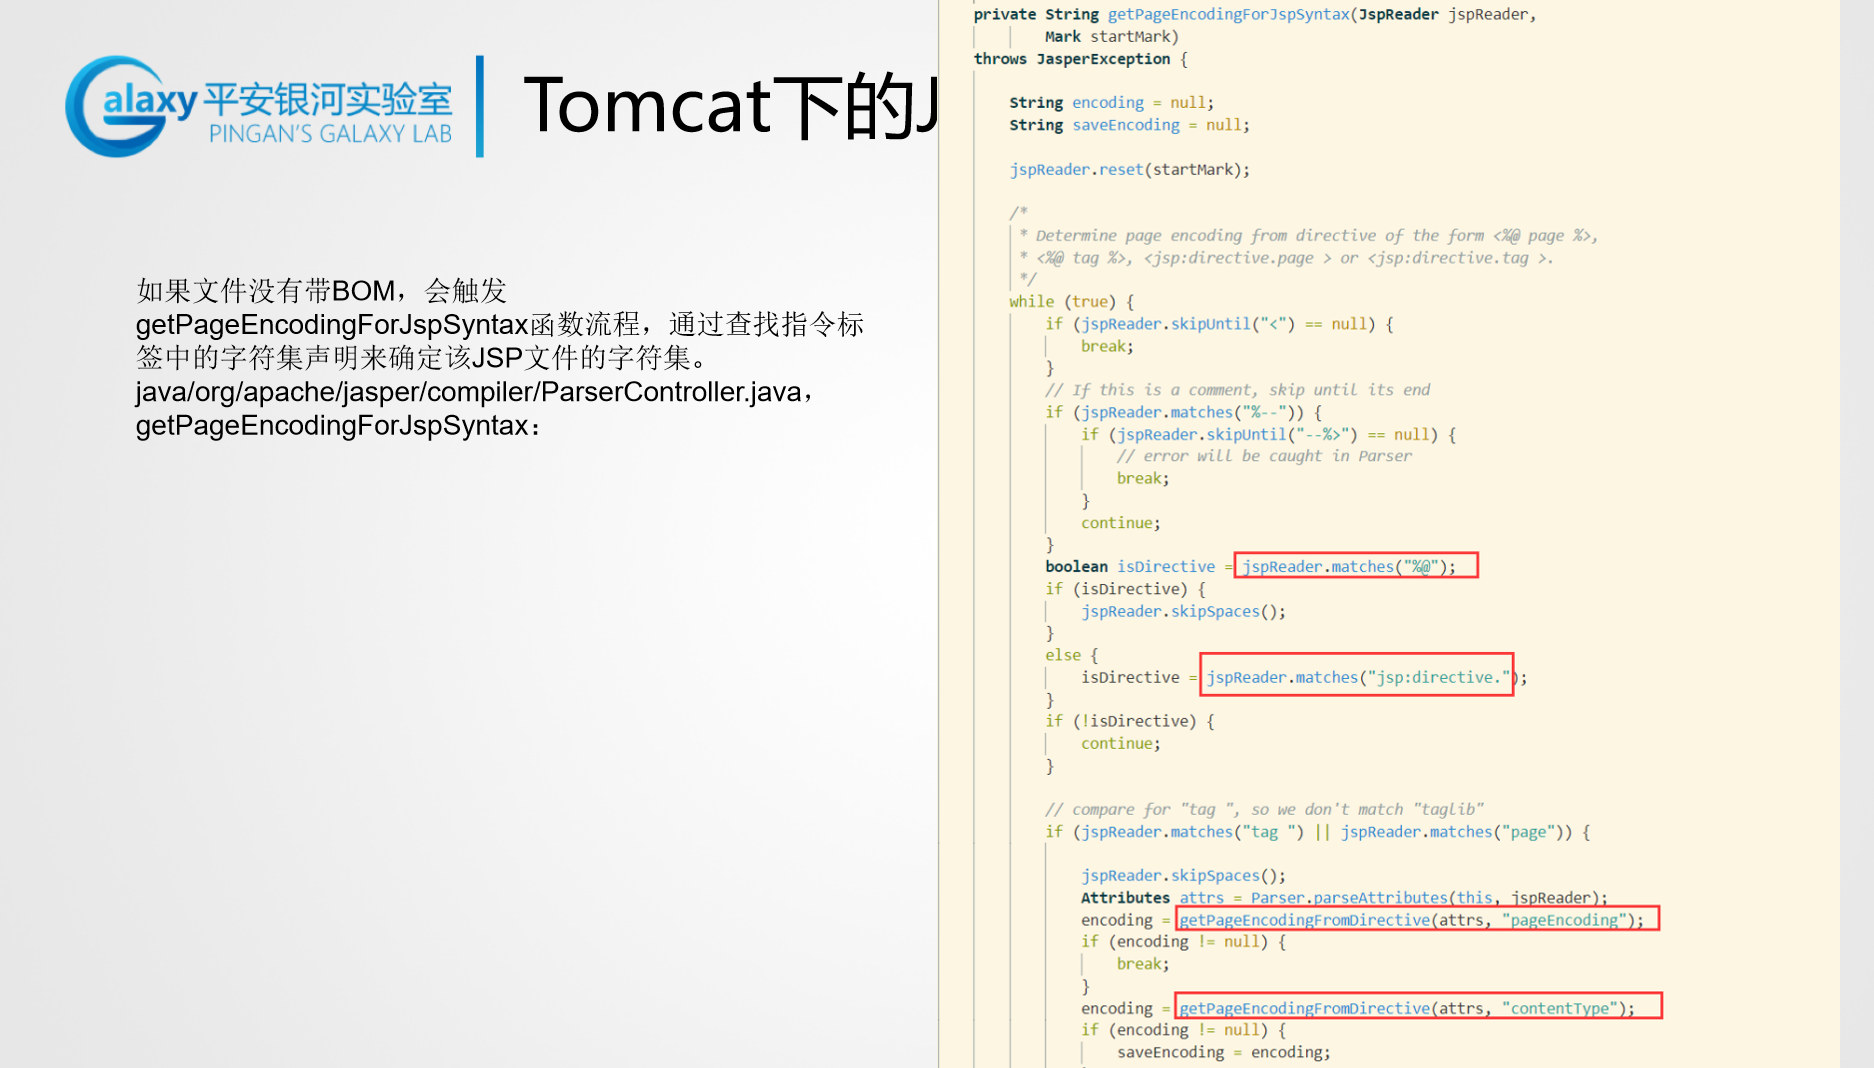 Galaxy 平安银河实验室
PINGAN'S GALAXY LAB
Tomcat下的J
如果文件没有带BOM，会触发
getPageEncodingForJspSyntax函数流程，通过查找指令标
签中的字符集声明来确定该JSP文件的字符集。
java/org/apache/jasper/compiler/ParserController.java，
getPageEncodingForJspSyntax：
private String getPageEncodingForJspSyntax(JspReader jspReader,
Mark startMark)
throws JasperException {
String encoding = null;
String saveEncoding = null;
jspReader.reset(startMark);
/*
* Determine page encoding from directive of the form <%@ page %>,
* <%@ tag %>, <jsp:directive.page > or <jsp:directive.tag >.
*/
while (true) {
if (jspReader.skipUntil("<") == null) {
break;
}
// If this is a comment, skip until its end
if (jspReader.matches("%--")) {
if (jspReader.skipUntil("--%>") == null) {
// error will be caught in Parser
break;
}
continue;
}
boolean isDirective = jspReader.matches("%@");
if (isDirective) {
jspReader.skipSpaces();
}
else {
isDirective = jspReader.matches("jsp:directive.");
}
if (!isDirective) {
continue;
}
// compare for "tag ", so we don't match "taglib"
if (jspReader.matches("tag ") || jspReader.matches("page")) {
jspReader.skipSpaces();
Attributes attrs = Parser.parseAttributes(this, jspReader);
encoding = getPageEncodingFromDirective(attrs, "pageEncoding");
if (encoding != null) {
break;
}
encoding = getPageEncodingFromDirective(attrs, "contentType");
if (encoding != null) {
saveEncoding = encoding;